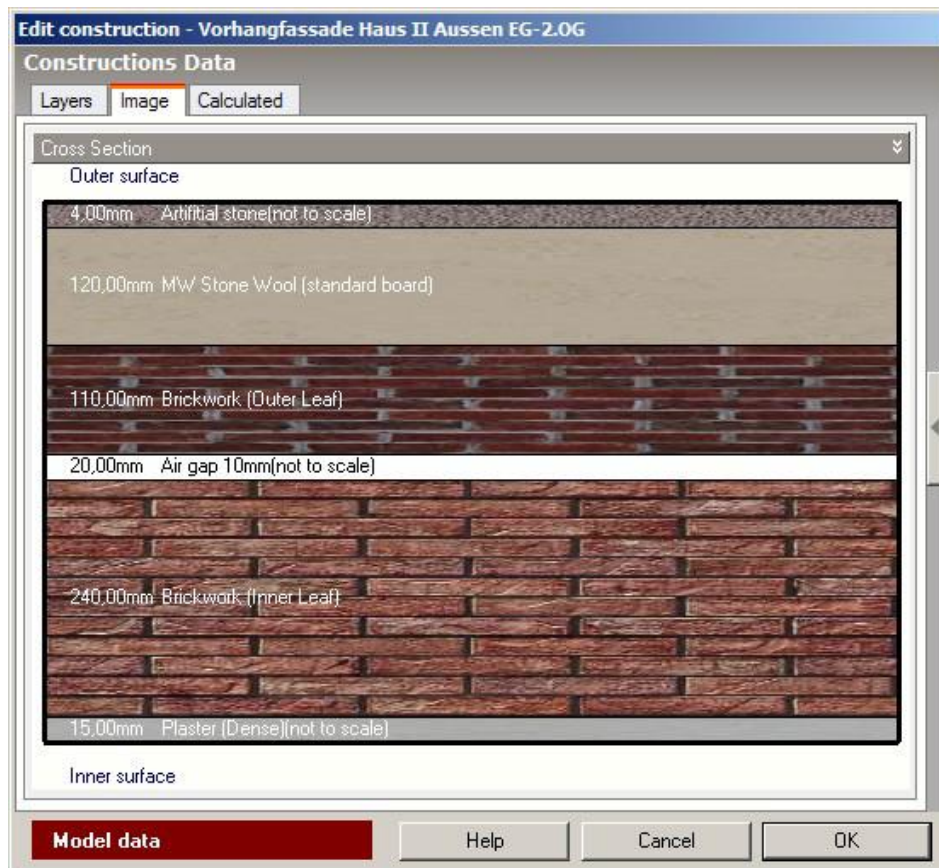 Edit construction - Vorhangfassade Haus II Aussen EG-2.OG
Constructions Data
Layers Image Calculated
Cross Section
Outer surface
4,00mm Artifitial stone(not to scale)
120,00mm MW Stone Wool (standard board)
110,00mm Brickwork (Outer Leaf)
20,00mm Air gap 10mm(not to scale)
240,00mm Brickwork (Inner Leaf)
15,00mm Plaster (Dense)(not to scale)
Inner surface
Model data Help Cancel OK